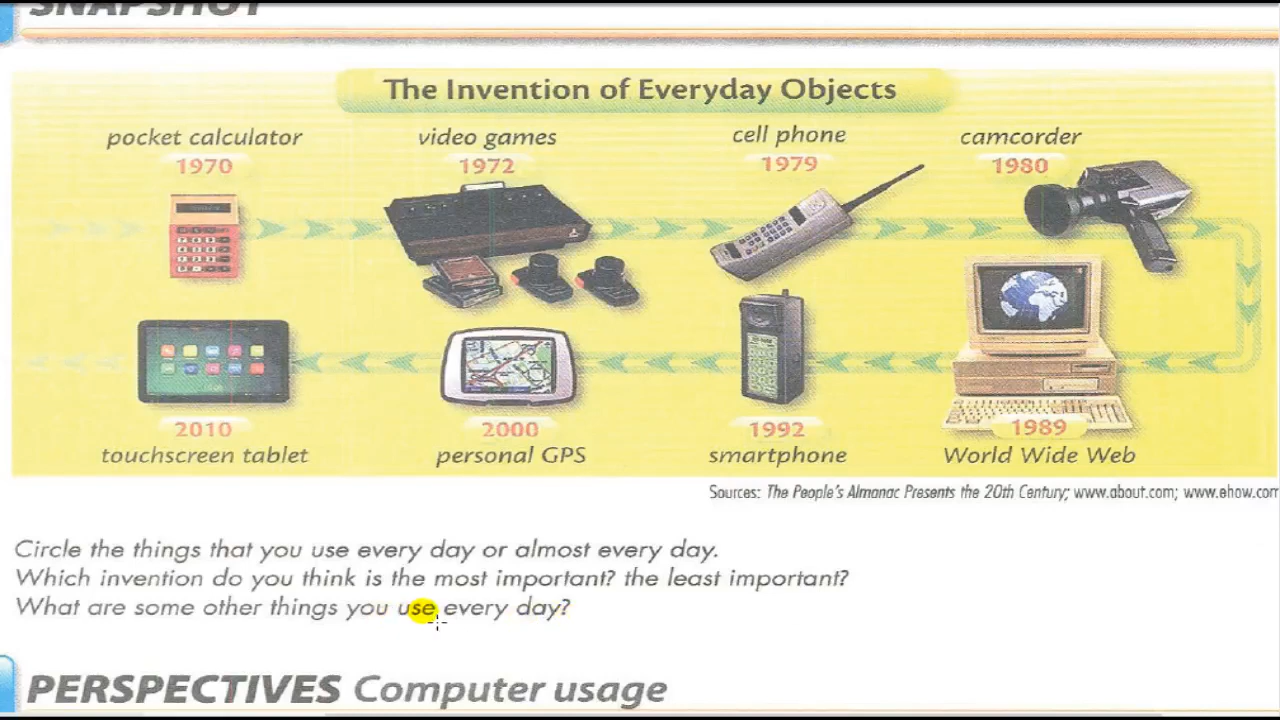 SNAPSHOT
The Invention of Everyday Objects
pocket calculator
1970
video games
1972
cell phone
1979
camcorder
1980
2010
touchscreen tablet
2000
personal GPS
1992
smartphone
1989
World Wide Web
Sources: The People's Almanac Presents the 20th Century; www.about.com; www.ehow.com
Circle the things that you use every day or almost every day.
Which invention do you think is the most important? the least important?
What are some other things you use every day?
PERSPECTIVES Computer usage